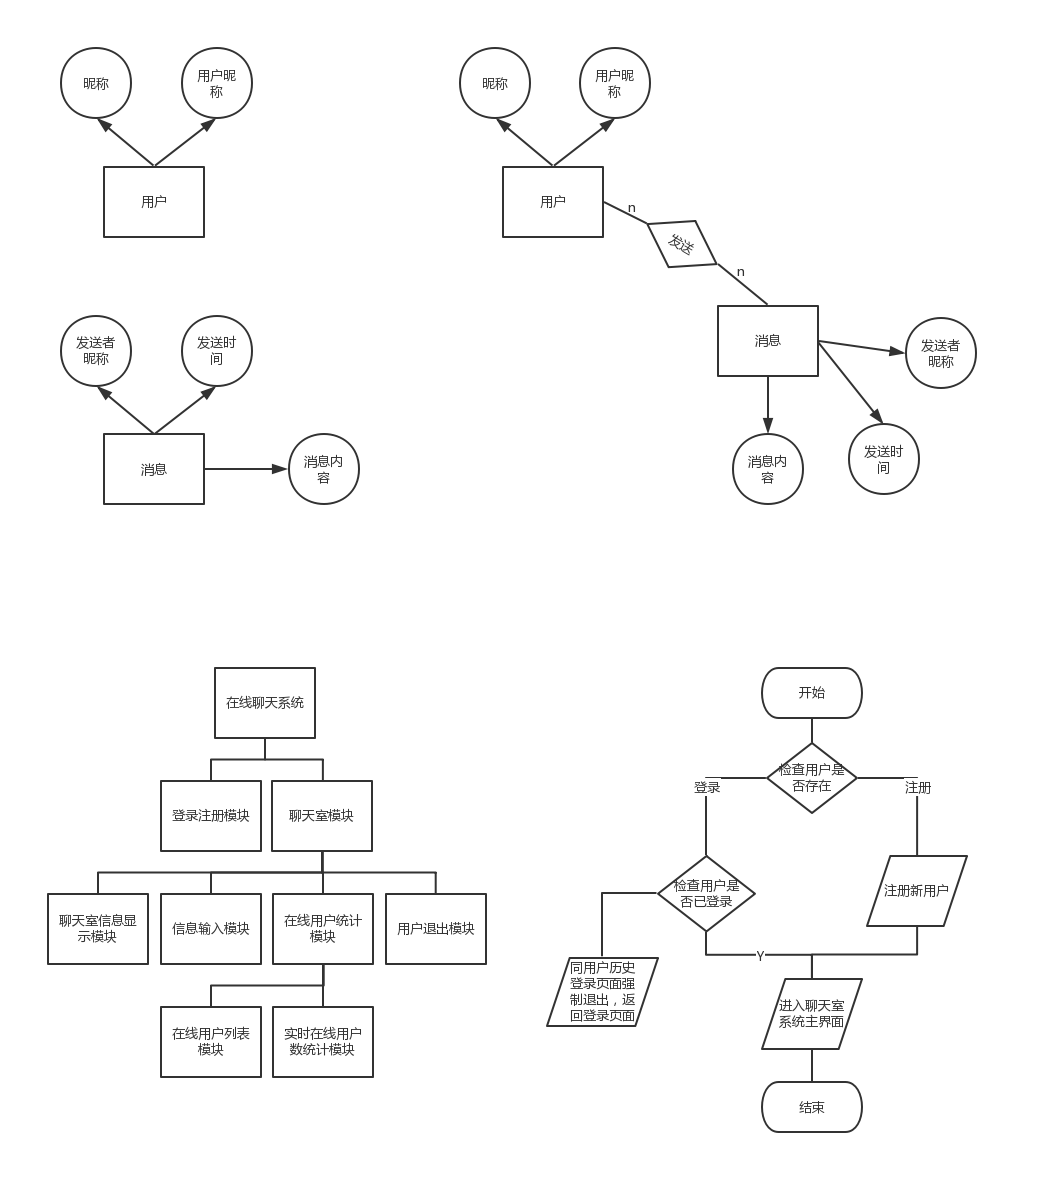 昵称
用户昵
称
用户
发送者
昵称
发送时
间
消息
消息内
容
昵称
用户昵
称
用户
n
发送
n
消息
发送者
昵称
发送时
间
消息内
容
在线聊天系统
登录注册模块
聊天室模块
聊天室信息显
示模块
信息输入模块
在线用户统计
模块
用户退出模块
在线用户列表
模块
实时在线用户
数统计模块
开始
检查用户是
否存在
登录
注册
检查用户是
否已登录
注册新用户
Y
同用户历史
登录页面强
制退出，返
回登录页面
进入聊天室
系统主界面
结束